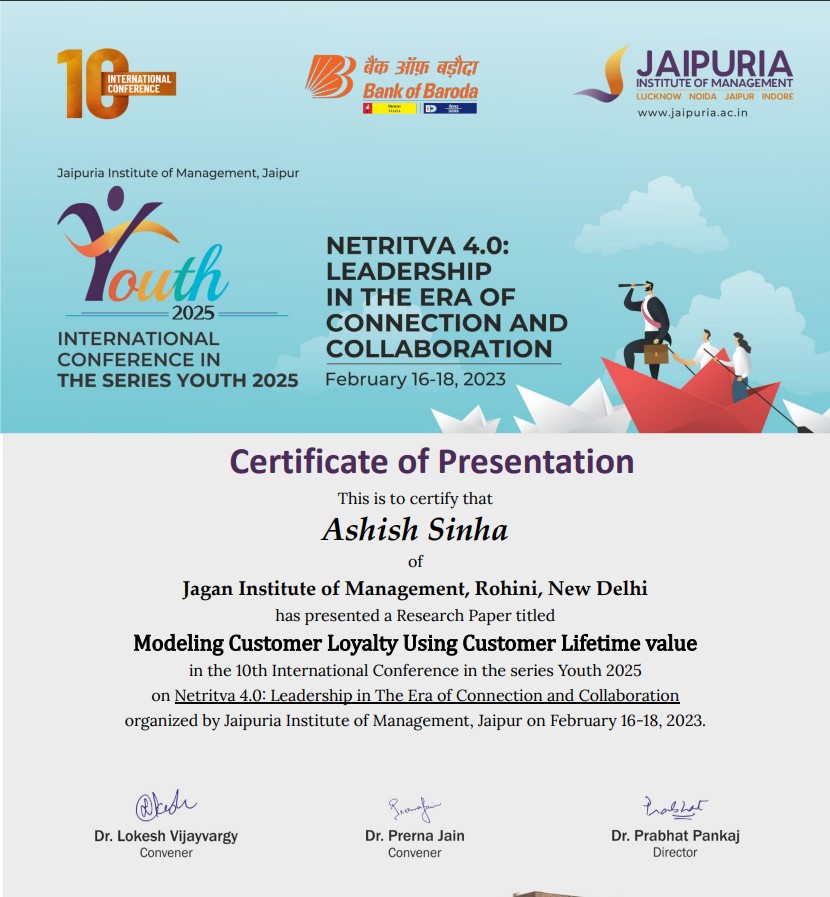 10 INTERNATIONAL
CONFERENCE
बैंक ऑफ़ बड़ौदा
Bank of Baroda
JAIPURIA
INSTITUTE OF MANAGEMENT
LUCKNOW NOIDA JAIPUR INDORE
www.jaipuria.ac.in
Jaipuria Institute of Management, Jaipur
Youth
2025
INTERNATIONAL
CONFERENCE IN
THE SERIES YOUTH 2025
NETRITVA 4.0:
LEADERSHIP
IN THE ERA OF
CONNECTION AND
COLLABORATION
February 16-18, 2023
Certificate of Presentation
This is to certify that
Ashish Sinha
of
Jagan Institute of Management, Rohini, New Delhi
has presented a Research Paper titled
Modeling Customer Loyalty Using Customer Lifetime value
in the 10th International Conference in the series Youth 2025
on Netritva 4.0: Leadership in The Era of Connection and Collaboration
organized by Jaipuria Institute of Management, Jaipur on February 16-18, 2023.
Prabhat
Dr. Lokesh Vijayvargy
Convener
Dr. Prerna Jain
Convener
Dr. Prabhat Pankaj
Director